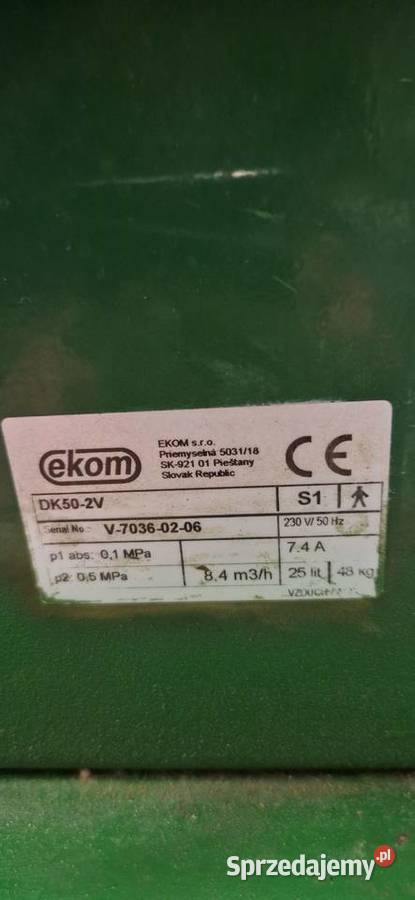 ekom
EKOM s.r.o.
Priemyselná 5031/18
SK-921 01 Piešťany
Slovak Republic
CE
DK50-2V S1
Serial No.: V-7036-02-06 230 V/ 50 Hz
p1 abs: 0,1 MPa 7.4 A
p2: 0,5 MPa 8,4 m3/h 25 lit 48 kg
Sprzedajemy.pl